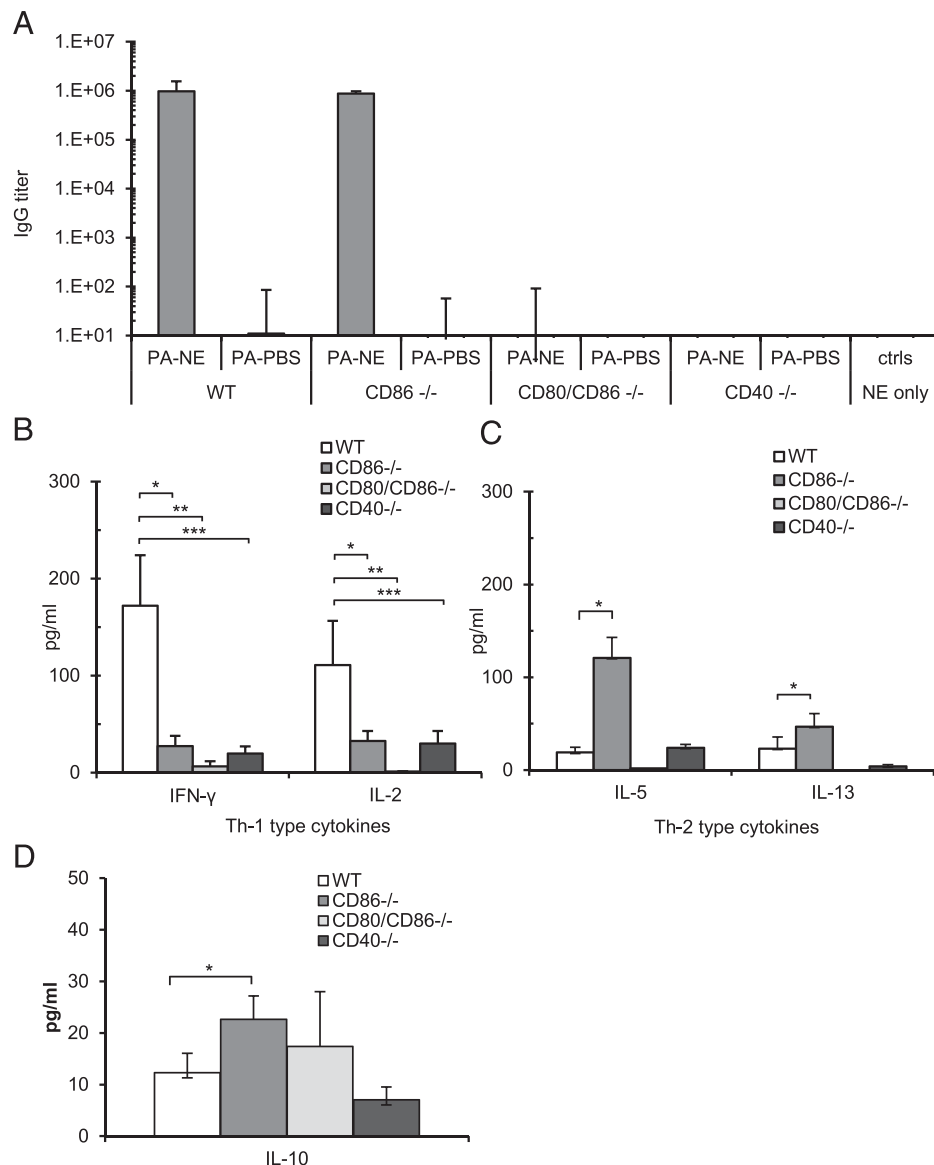 A
1.E+07
1.E+06
1.E+05
1.E+04
1.E+03
1.E+02
1.E+01
IgG titer
PA-NE PA-PBS PA-NE PA-PBS PA-NE PA-PBS PA-NE PA-PBS ctrls
WT CD86 -/- CD80/CD86 -/- CD40 -/- NE only
B
WT
CD86-/-
CD80/CD86-/-
CD40-/-
300
200
100
0
pg/ml
*
**
***
*
**
***
IFN-γ IL-2
Th-1 type cytokines
C
WT
CD86-/-
CD80/CD86-/-
CD40-/-
300
200
100
0
pg/ml
*
*
IL-5 IL-13
Th-2 type cytokines
D
WT
CD86-/-
CD80/CD86-/-
CD40-/-
50
40
30
20
10
0
pg/ml
*
IL-10